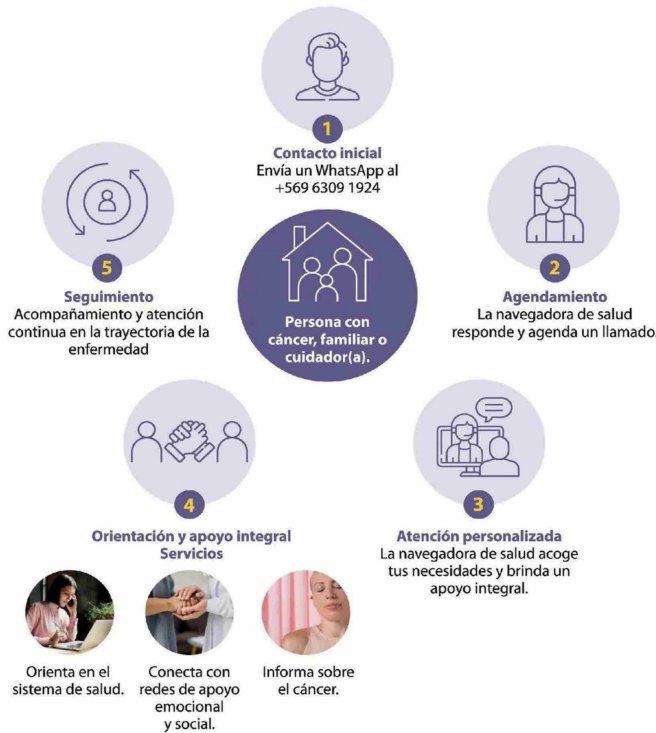 1
Contacto inicial
Envía un WhatsApp al
+569 6309 1924
2
Agendamiento
La navegadora de salud
responde y agenda un llamado.
3
Atención personalizada
La navegadora de salud acoge
tus necesidades y brinda un
apoyo integral.
4
Orientación y apoyo integral
Servicios
Orienta en el
sistema de salud.
Conecta con
redes de apoyo
emocional
y social.
Informa sobre
el cáncer.
5
Seguimiento
Acompañamiento y atención
continua en la trayectoria de la
enfermedad
Persona con
cáncer, familiar o
cuidador(a).